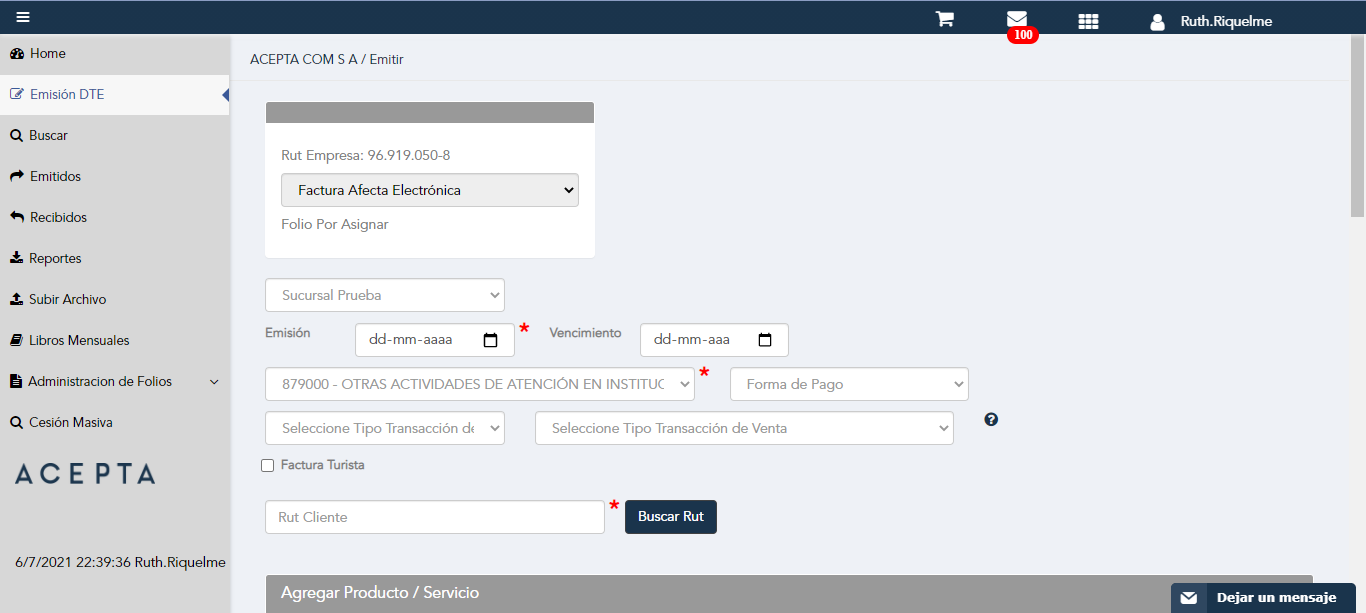 Ruth.Riquelme
100
Home
Emisión DTE
Buscar
Emitidos
Recibidos
Reportes
Subir Archivo
Libros Mensuales
Administracion de Folios
Cesión Masiva
ACEPTA
6/7/2021 22:39:36 Ruth.Riquelme
ACEPTA COM S A / Emitir
Rut Empresa: 96.919.050-8
Factura Afecta Electrónica
Folio Por Asignar
Sucursal Prueba
Emisión dd-mm-aaaa * Vencimiento dd-mm-aaa
879000 - OTRAS ACTIVIDADES DE ATENCIÓN EN INSTITUC * Forma de Pago
Seleccione Tipo Transacción de Seleccione Tipo Transacción de Venta
Factura Turista
Rut Cliente * Buscar Rut
Agregar Producto / Servicio
Dejar un mensaje